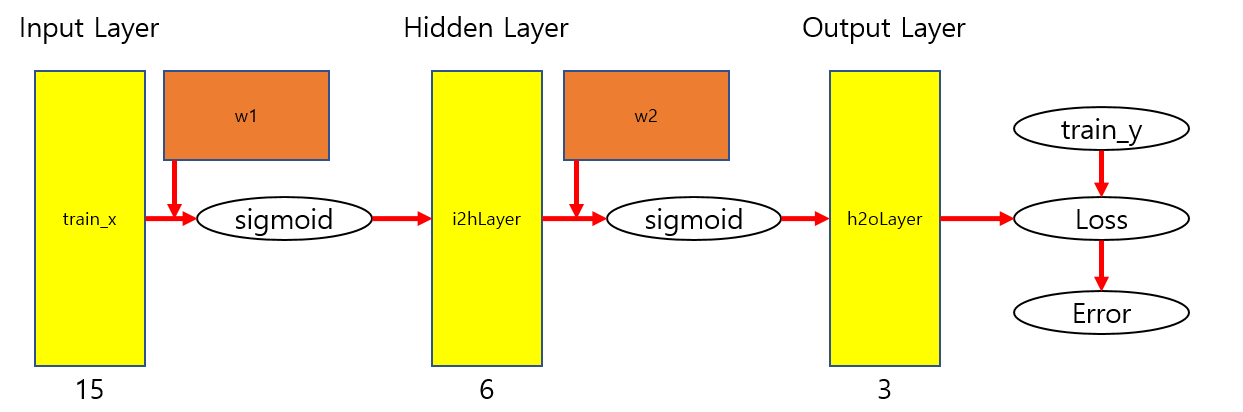 Input Layer
Hidden Layer
Output Layer
w1
w2
train_y
train_x
sigmoid
i2hLayer
sigmoid
h2oLayer
Loss
Error
15
6
3